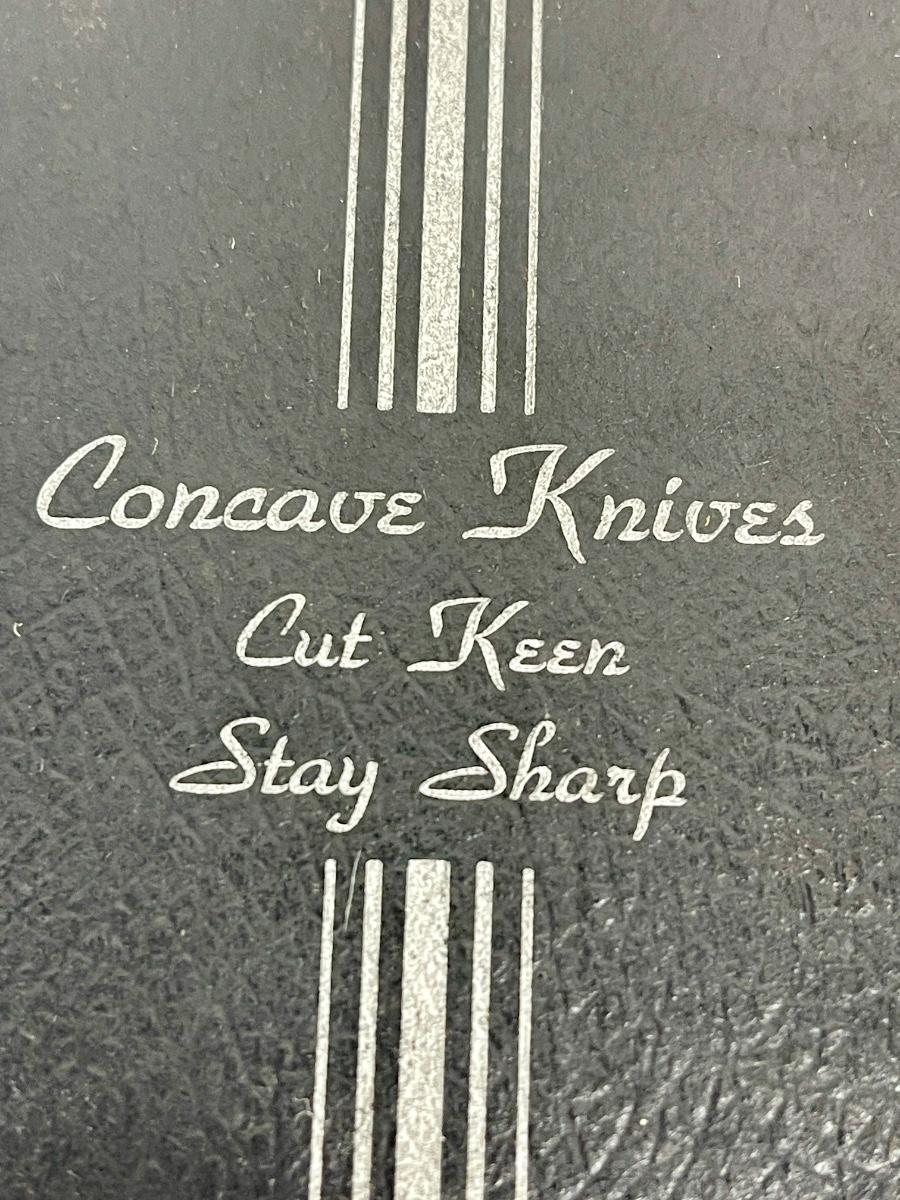 Concave Knives
Cut Keen
Stay Sharp